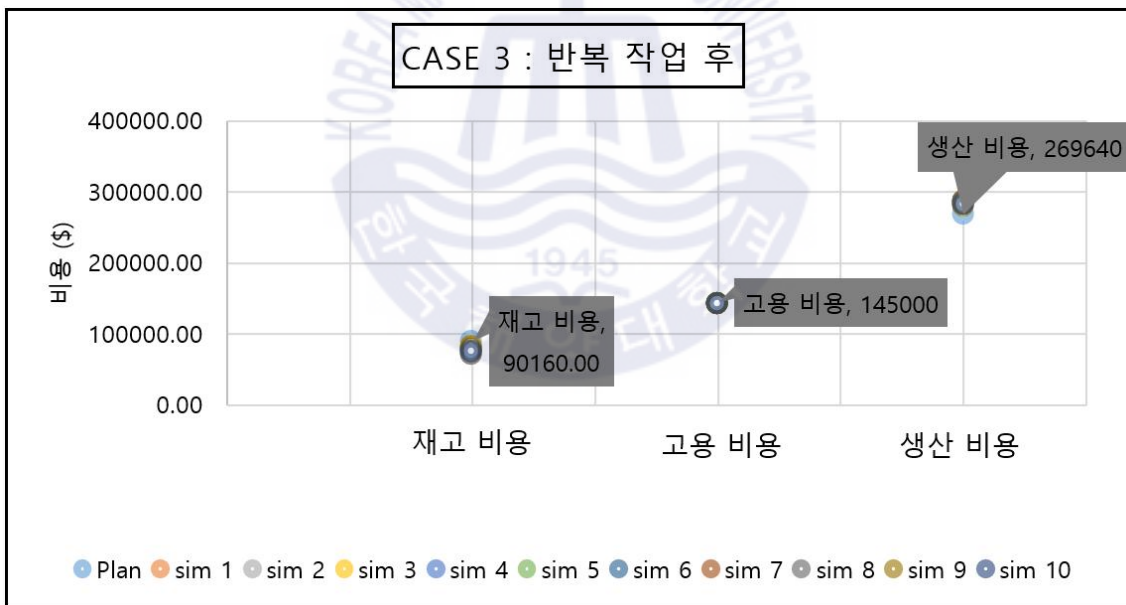 CASE 3 : 반복 작업 후
400000.00
300000.00
200000.00
100000.00
0.00
비용 ($)
생산 비용, 269640
고용 비용, 145000
재고 비용,
90160.00
재고 비용
고용 비용
생산 비용
Plan sim 1 sim 2 sim 3 sim 4 sim 5 sim 6 sim 7 sim 8 sim 9 sim 10
1945